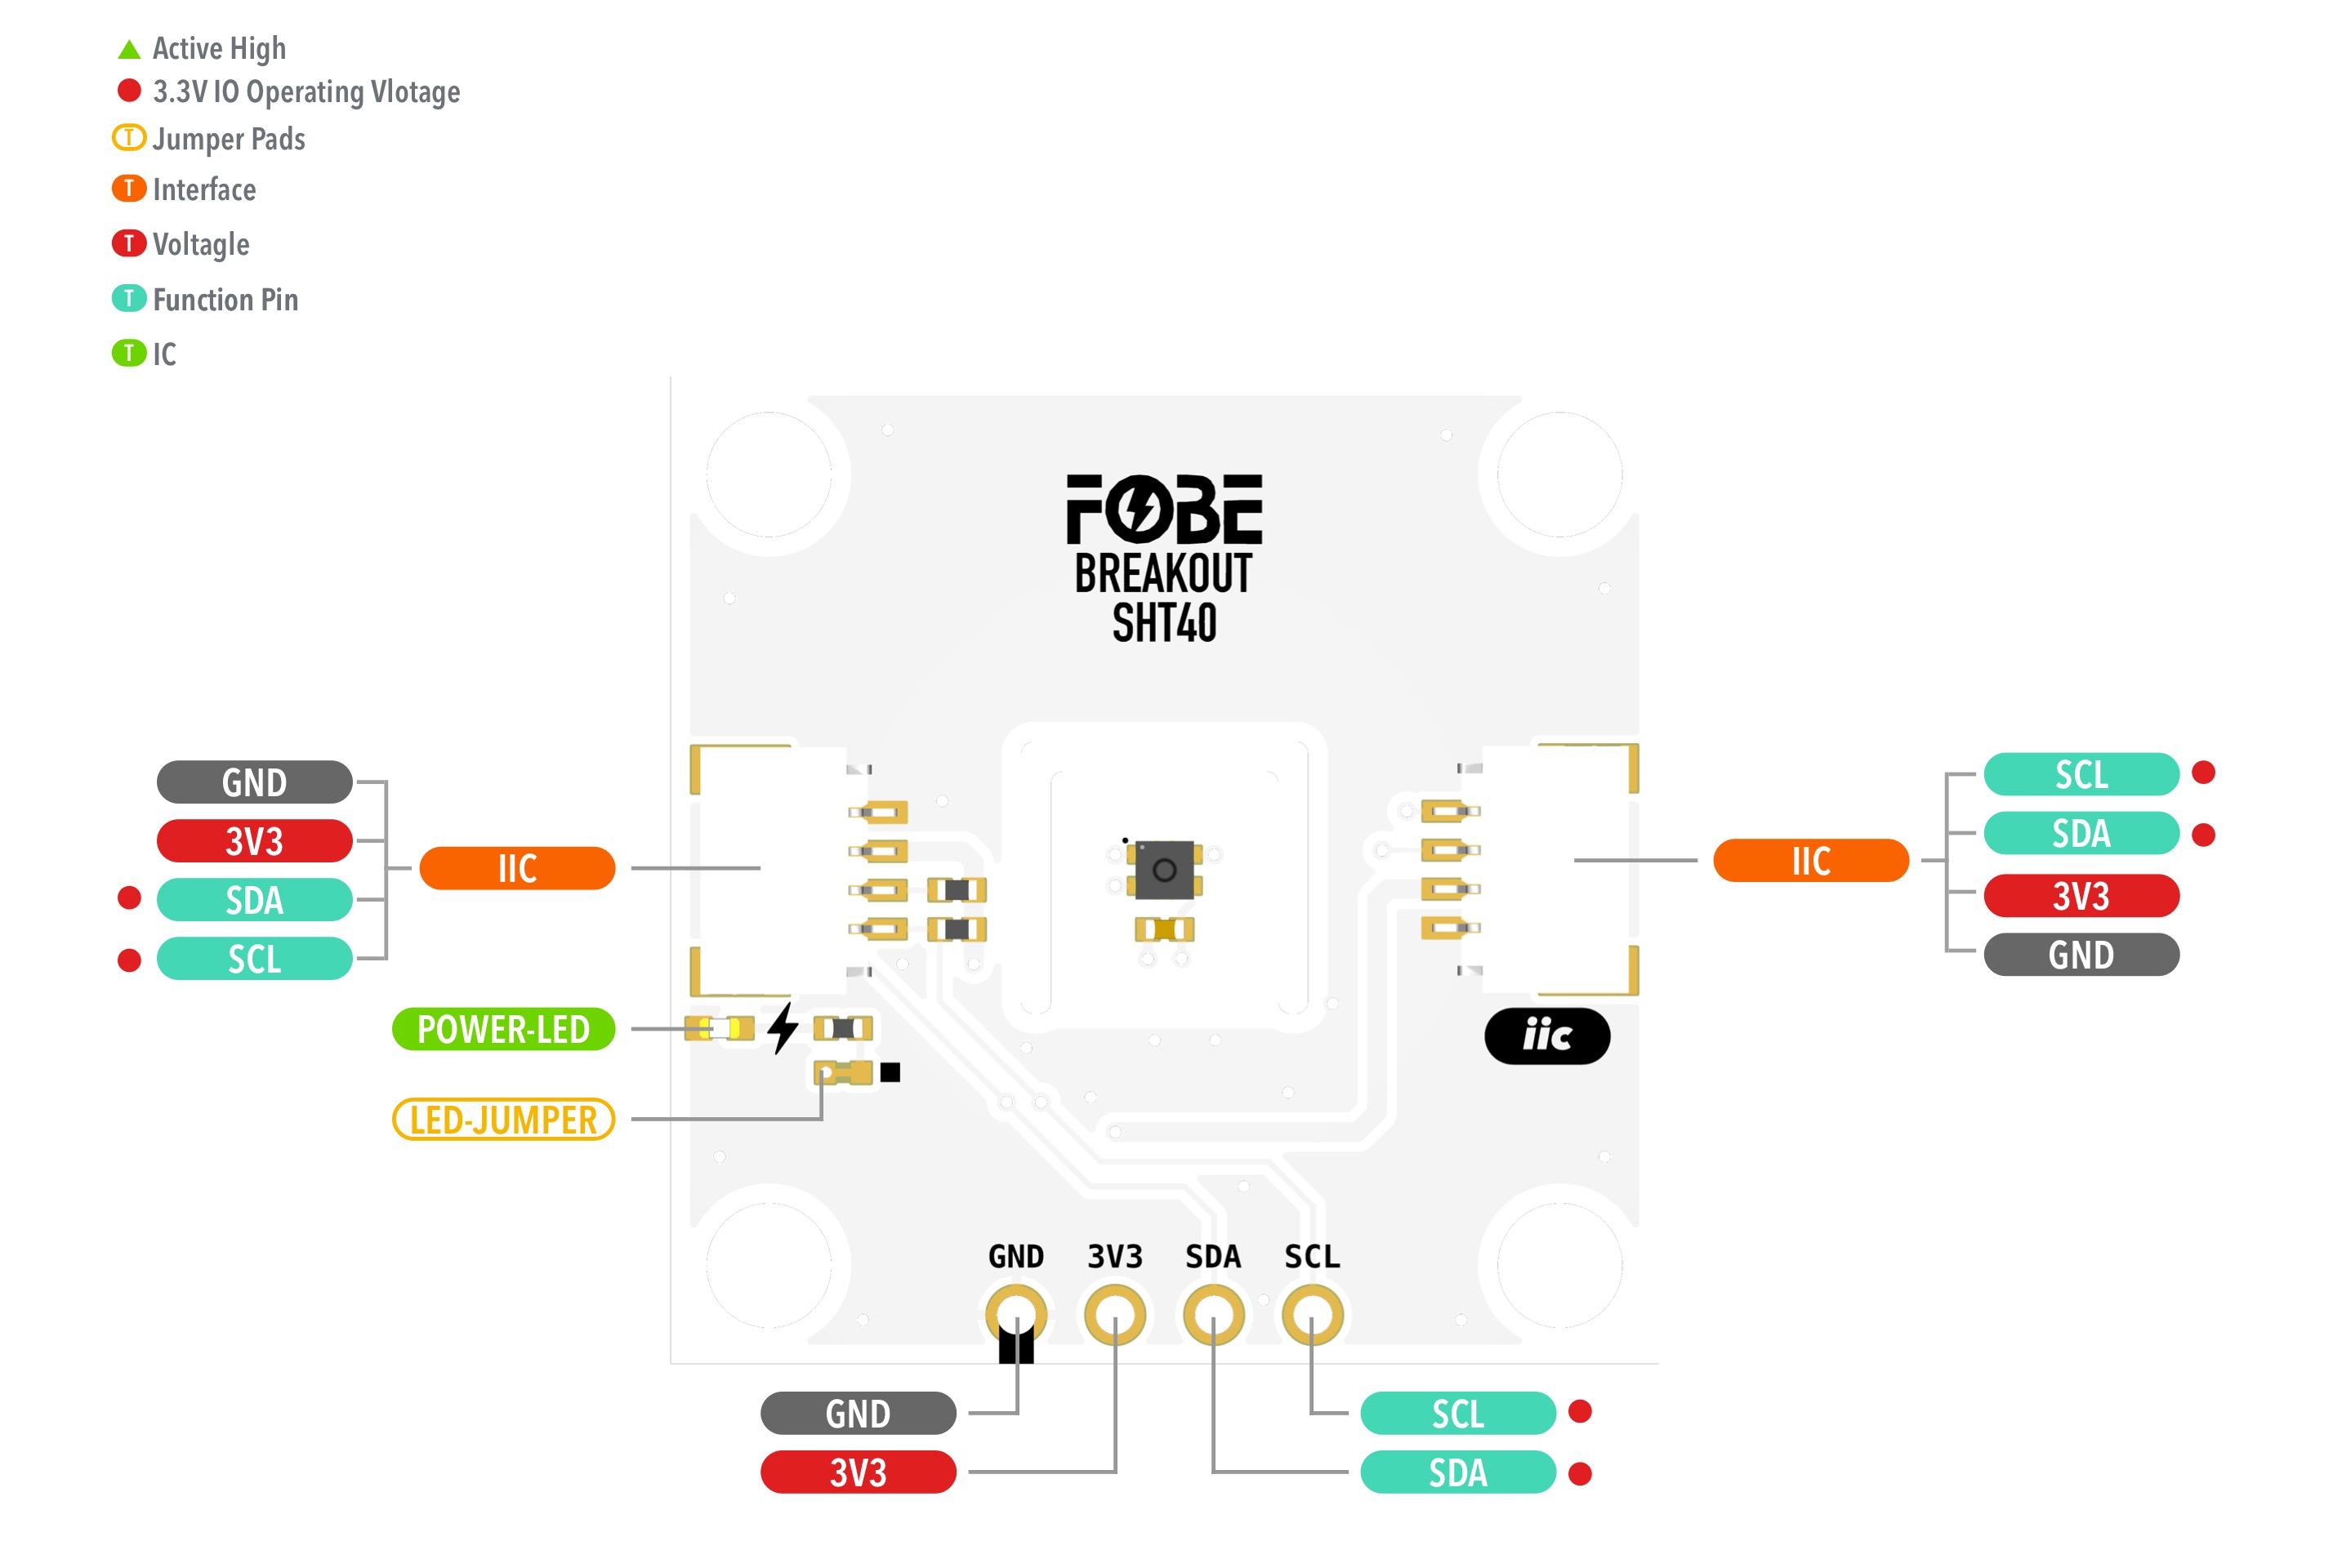 Active High
3.3V IO Operating Vlotage
T Jumper Pads
T Interface
T Voltagle
T Function Pin
T IC
FOBE
BREAKOUT
SHT40
GND
3V3
SDA
SCL
IIC
POWER-LED
LED-JUMPER
IIC
SCL
SDA
3V3
GND
iic
GND 3V3 SDA SCL
GND
3V3
SCL
SDA